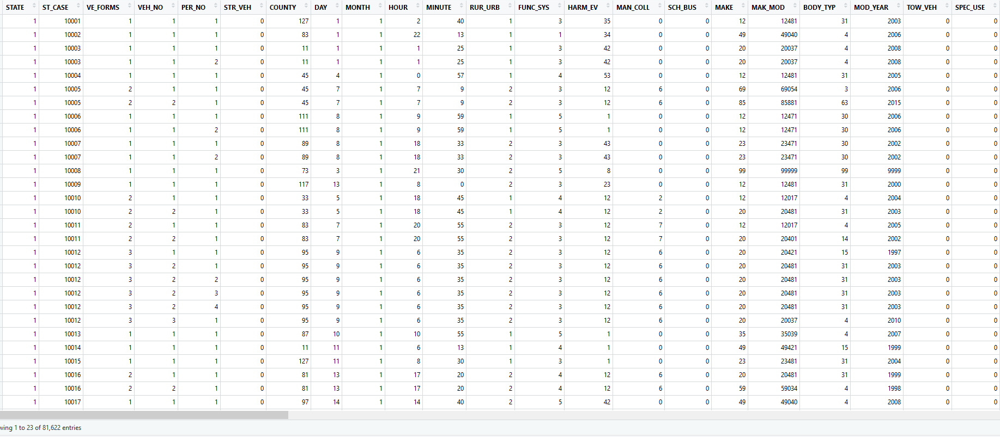 STATE ST_CASE VE_FORMS VEH_NO PER_NO STR_VEH COUNTY DAY MONTH HOUR MINUTE RUR_URB FUNC_SYS HARM_EV MAN_COLL SCH_BUS MAKE MAK_MOD BODY_TYP MOD_YEAR TOW_VEH SPEC_USE
1 10001 1 1 1 0 127 1 1 2 40 1 3 35 0 0 12 12481 31 2003 0 0
1 10002 1 1 1 0 83 1 1 22 13 1 1 34 0 0 49 49040 4 2006 0 0
1 10003 1 1 1 0 11 1 1 1 25 1 3 42 0 0 20 20037 4 2008 0 0
1 10003 1 1 2 0 11 1 1 1 25 1 3 42 0 0 20 20037 4 2008 0 0
1 10004 1 1 1 0 45 4 1 0 57 1 4 53 0 0 12 12481 31 2005 0 0
1 10005 2 1 1 0 45 7 1 7 9 2 3 12 6 0 69 69054 3 2006 0 0
1 10005 2 2 1 0 45 7 1 7 9 2 3 12 6 0 85 85881 63 2015 0 0
1 10006 1 1 1 0 111 8 1 9 59 1 5 1 0 0 12 12471 30 2006 0 0
1 10006 1 1 2 0 111 8 1 9 59 1 5 1 0 0 12 12471 30 2006 0 0
1 10007 1 1 1 0 89 8 1 18 33 2 3 43 0 0 23 23471 30 2002 0 0
1 10007 1 1 2 0 89 8 1 18 33 2 3 43 0 0 23 23471 30 2002 0 0
1 10008 1 1 1 0 73 3 1 21 30 2 5 8 0 0 99 99999 99 9999 0 0
1 10009 1 1 1 0 117 13 1 8 0 2 3 23 0 0 12 12481 31 2000 0 0
1 10010 2 1 1 0 33 5 1 18 45 1 4 12 2 0 12 12017 4 2004 0 0
1 10010 2 2 1 0 33 5 1 18 45 1 4 12 2 0 20 20481 31 2003 0 0
1 10011 2 1 1 0 83 7 1 20 55 2 3 12 7 0 12 12017 4 2005 0 0
1 10011 2 2 1 0 83 7 1 20 55 2 3 12 7 0 20 20401 14 2002 0 0
1 10012 3 1 1 0 95 9 1 6 35 2 3 12 6 0 20 20421 15 1997 0 0
1 10012 3 2 1 0 95 9 1 6 35 2 3 12 6 0 20 20481 31 2003 0 0
1 10012 3 2 2 0 95 9 1 6 35 2 3 12 6 0 20 20481 31 2003 0 0
1 10012 3 2 3 0 95 9 1 6 35 2 3 12 6 0 20 20481 31 2003 0 0
1 10012 3 2 4 0 95 9 1 6 35 2 3 12 6 0 20 20481 31 2003 0 0
1 10012 3 3 1 0 95 9 1 6 35 2 3 12 6 0 20 20037 4 2010 0 0
1 10013 1 1 1 0 87 10 1 10 55 1 5 1 0 0 35 35039 4 2007 0 0
1 10014 1 1 1 0 11 11 1 6 13 1 4 1 0 0 49 49421 15 1999 0 0
1 10015 1 1 1 0 127 11 1 8 30 1 3 1 0 0 23 23481 31 2004 0 0
1 10016 2 1 1 0 81 13 1 17 20 2 4 12 6 0 20 20481 31 1999 0 0
1 10016 2 2 1 0 81 13 1 17 20 2 4 12 6 0 59 59034 4 1998 0 0
1 10017 1 1 1 0 97 14 1 14 40 2 5 42 0 0 49 49040 4 2008 0 0
wing 1 to 23 of 81,622 entries